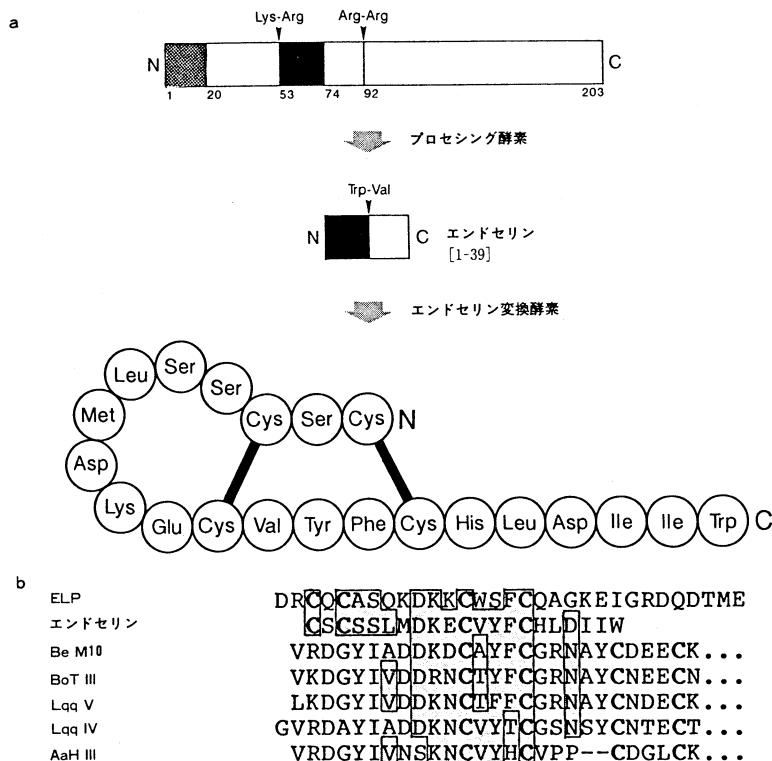 a
Lys-Arg Arg-Arg
N C
1 20 53 74 92 203
プロセシング酵素
Trp-Val
N C エンドセリン
[1-39]
エンドセリン変換酵素
Leu Ser Ser Cys Ser Cys N
Met
Asp
Lys
Glu Cys Val Tyr Phe Cys His Leu Asp Ile Ile Trp C
b
ELP DRCQCASQKDKKCWSFCQAGKEIGRDQDTME
エンドセリン CSCSSLMDKECVYFCHLDIIW
Be M10 VRDGYIADDKDCAYFCGRNAYCDEECK...
BoT III VKDGYIVDDRNCTYFCGRNAYCNEECN...
Lqq V LKDGYIVDDKNCTFFCGRNAYCNDECK...
Lqq IV GVRDAYIADDKNCVYTCGSNSYCNTECT...
AaH III VRDGYIVNSKNCVYHCVPP--CDGLCK...